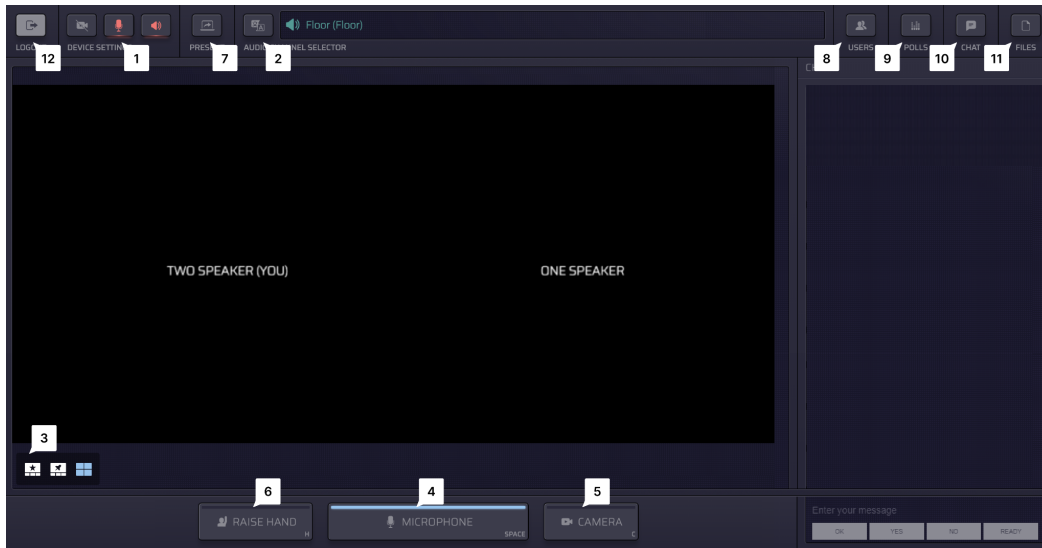 Floor (Floor)
LOGO
DEVICE SETTIN
PRES
AUDI
NEL SELECTOR
USERS
POLLS
CHAT
FILES
12
1
7
2
8
9
10
11
C
TWO SPEAKER (YOU)
ONE SPEAKER
3
6
4
5
RAISE HAND
H
MICROPHONE
SPACE
CAMERA
C
Enter your message
OK
YES
NO
READY